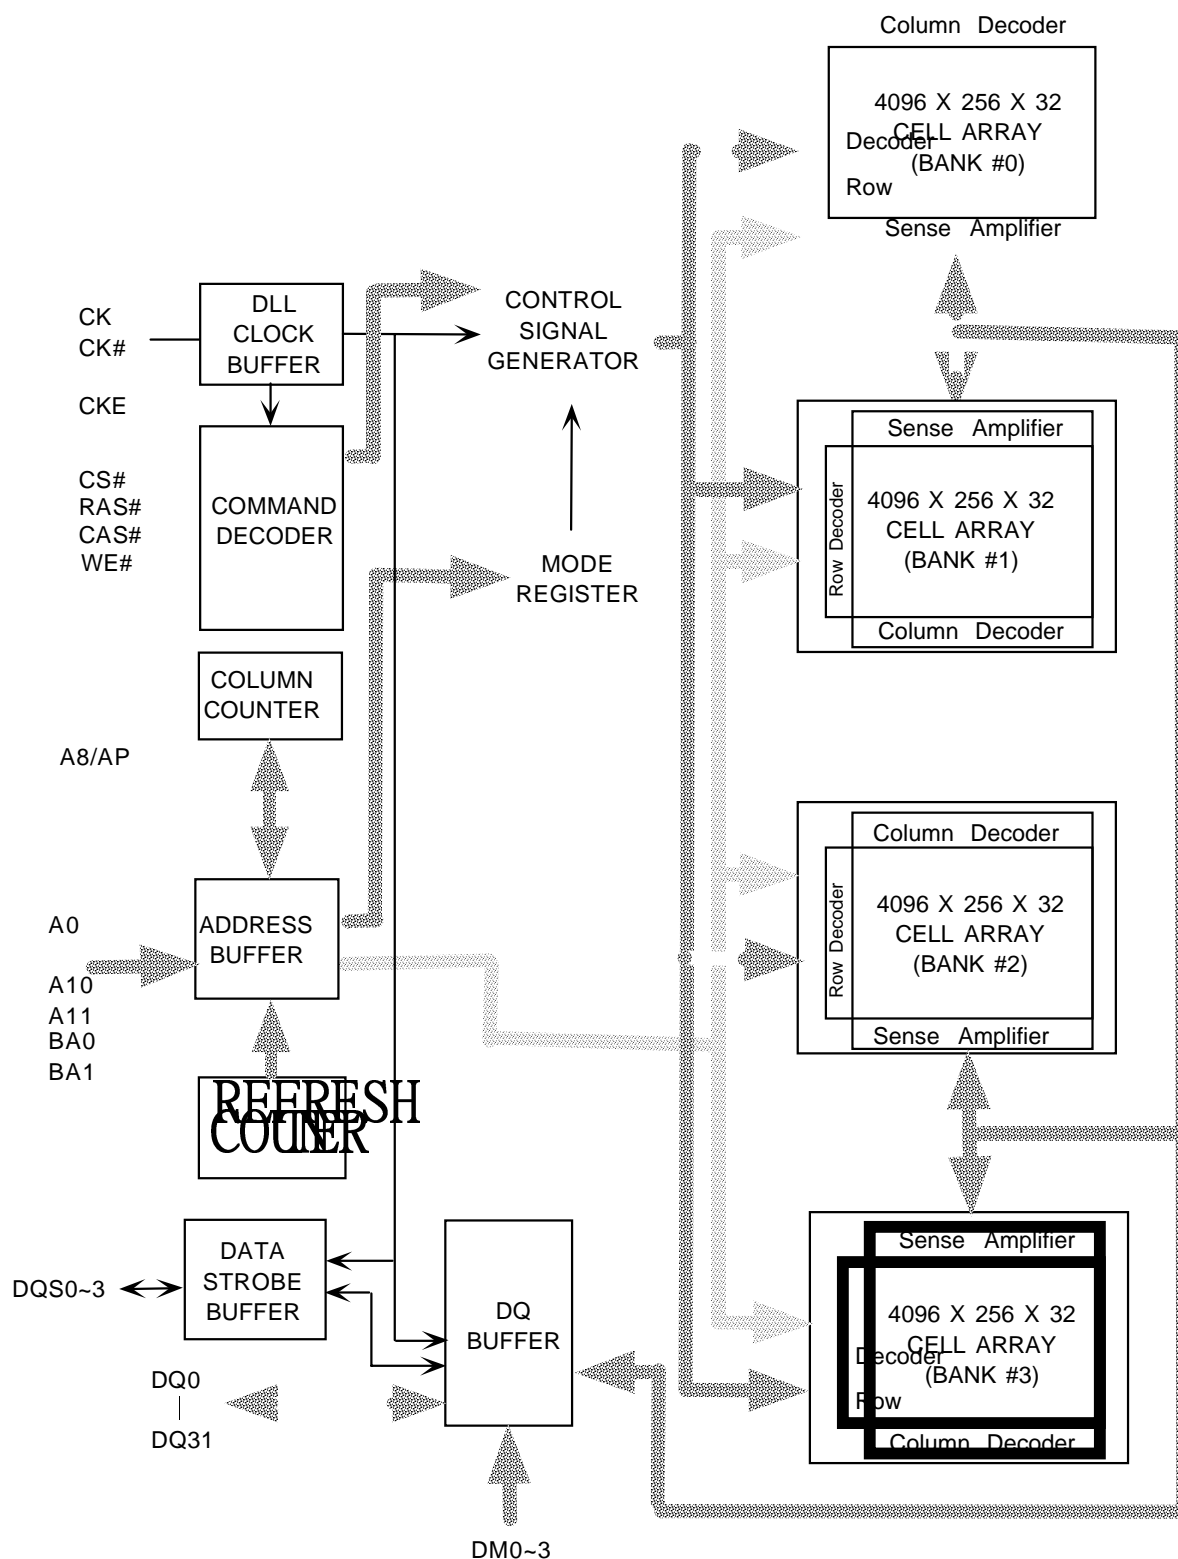 Column Decoder
4096 X 256 X 32
CELL ARRAY
Decoder
(BANK #0)
Row
Sense Amplifier
CK
CK#
DLL
CLOCK
BUFFER
CONTROL
SIGNAL
GENERATOR
CKE
CS#
RAS#
CAS#
WE#
COMMAND
DECODER
MODE
REGISTER
Sense Amplifier
Row Decoder
4096 X 256 X 32
CELL ARRAY
(BANK #1)
Column Decoder
COLUMN
COUNTER
A8/AP
A0
A10
A11
BA0
BA1
ADDRESS
BUFFER
Column Decoder
Row Decoder
4096 X 256 X 32
CELL ARRAY
(BANK #2)
Sense Amplifier
REFRESH
COUNTER
DQS0~3
DATA
STROBE
BUFFER
DQ
BUFFER
DQ0
DQ31
DM0~3
Sense Amplifier
4096 X 256 X 32
CELL ARRAY
Decoder
(BANK #3)
Row
Column Decoder